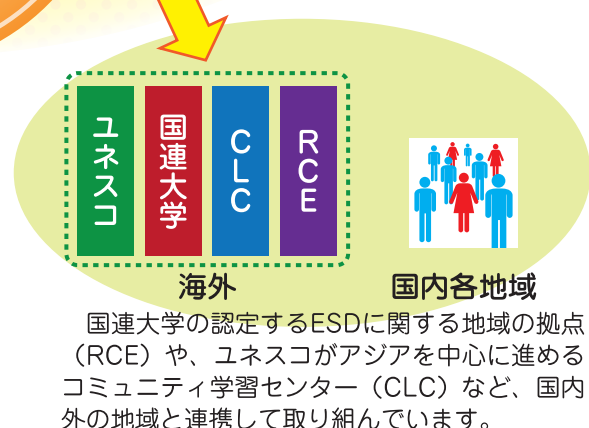 ユネスコ
国連大学
CLC
RCE
海外
国内各地域
国連大学の認定するESDに関する地域の拠点
（RCE）や、ユネスコがアジアを中心に進める
コミュニティ学習センター（CLC）など、国内
外の地域と連携して取り組んでいます。